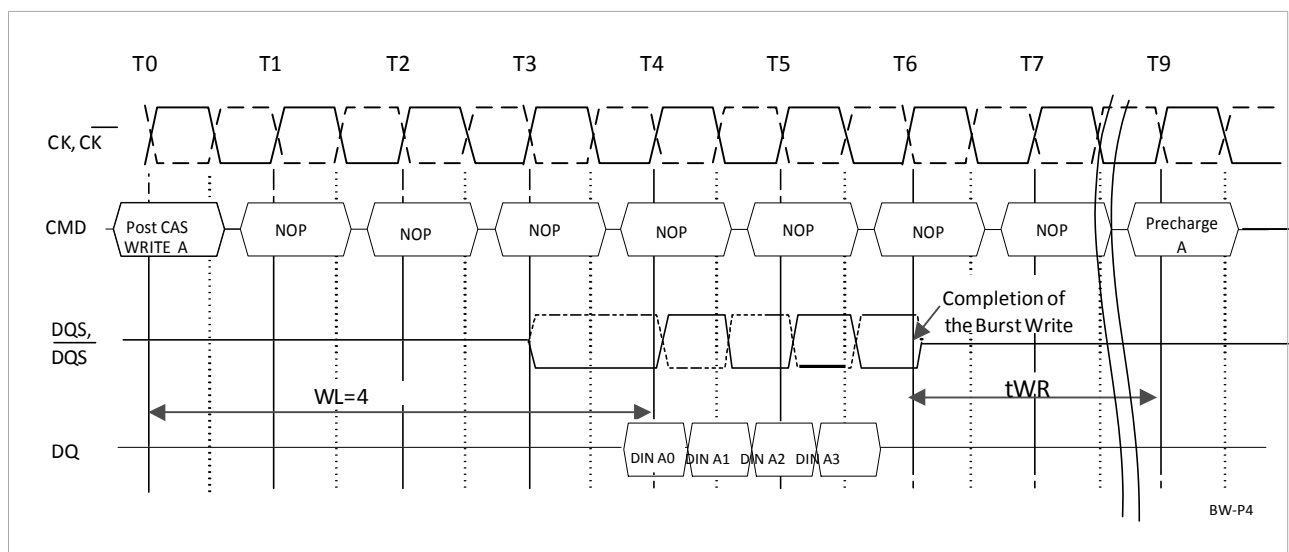 T0 T1 T2 T3 T4 T5 T6 T7 T9
CK, CK
CMD
Post CAS
WRITE A
NOP NOP NOP NOP NOP NOP NOP
Precharge
A
DQS,
DQS
Completion of
the Burst Write
WL=4
tWR
DQ
DIN A0 DIN A1 DIN A2 DIN A3
BW-P4